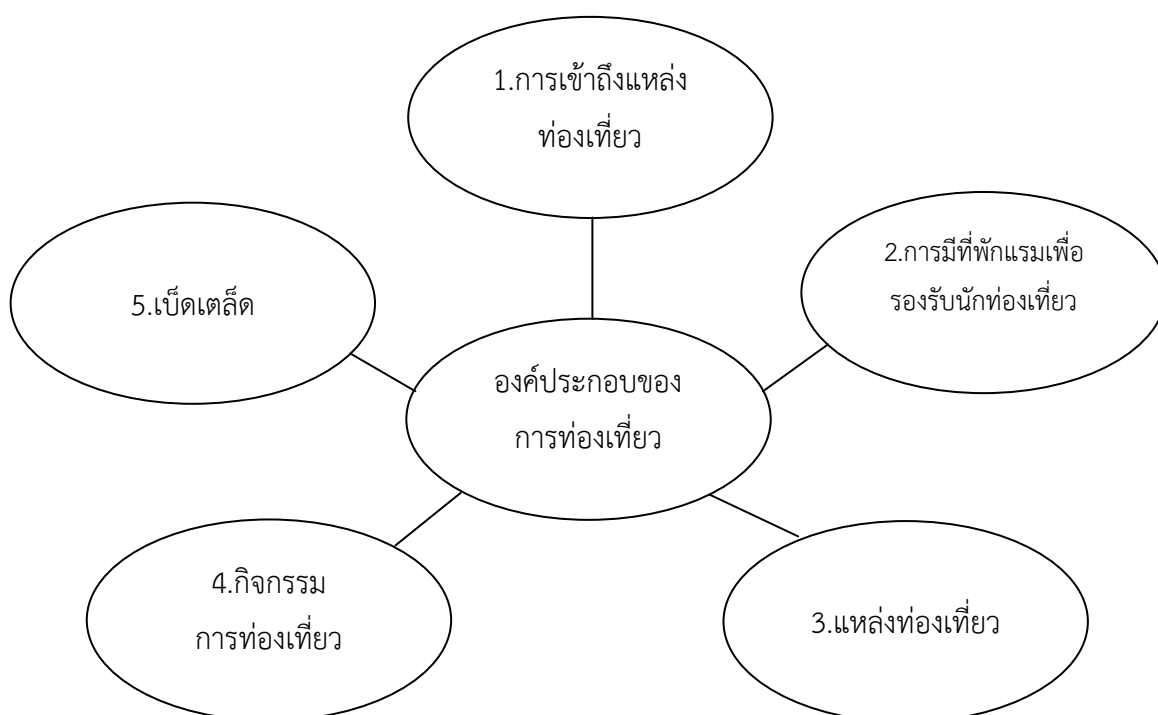 1.การเข้าถึงแหล่ง
ท่องเที่ยว
2.การมีที่พักแรมเพื่อ
รองรับนักท่องเที่ยว
5.เบ็ดเตล็ด
องค์ประกอบของ
การท่องเที่ยว
4.กิจกรรม
การท่องเที่ยว
3.แหล่งท่องเที่ยว